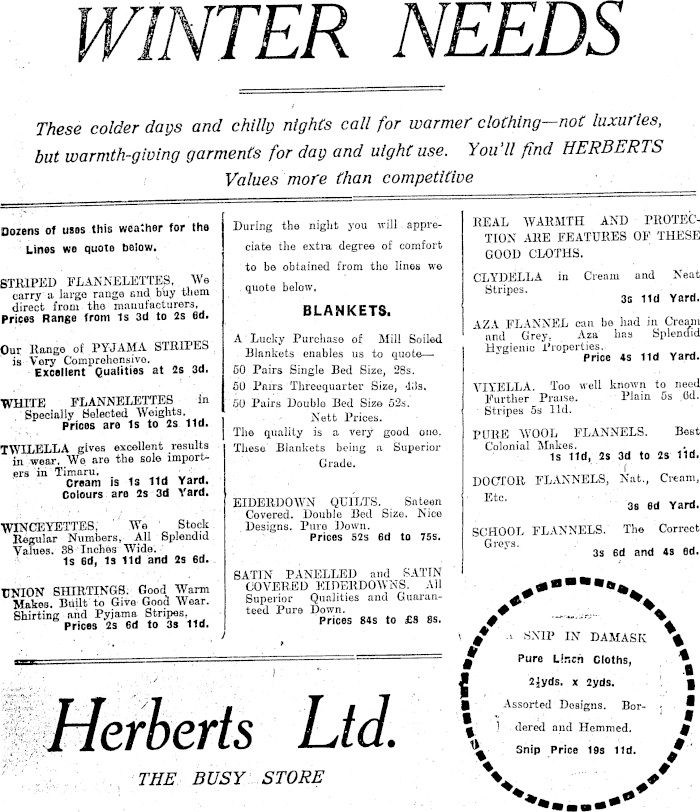 WINTER NEEDS
These colder days and chilly nights call for warmer clothing—not luxuries,
but warmth-giving garments for day and uight use. You'll find HERBERTS
Values more than competitive
Dozens of uses this weather for the
Lines we quote below.
STRIPED FLANNELETTES. We
carry a large range and buy them
direct from the manufacturers.
Prices Range from 1s 3d to 2s 6d.
Our Range of PYJAMA STRIPES
is Very Comprehensive.
Excellent Qualities at 2s 3d.
WHITE FLANNELETTES in
Specially Selected Weights.
Prices are 1s to 2s 11d.
TWILELLA gives excellent results
in wear. We are the sole import-
ers in Timaru.
Cream is 1s 11d Yard.
Colours are 2s 3d Yard.
WINCEYETTES, We Stock
Regular Numbers, All Splendid
Values. 38 Inches Wide.
1s 6d, 1s 11d and 2s 6d.
UNION SHIRTINGS. Good Warm
Makes. Built to Give Good Wear.
Shirting and Pyjama Stripes.
Prices 2s 6d to 3s 11d.
During the night you will appre-
ciate the extra degree of comfort
to be obtained from the lines we
quote below.
BLANKETS.
A Lucky Purchase of Mill Soiled
Blankets enables us to quote—
50 Pairs Single Bed Size, 28s.
50 Pairs Threequarter Size, 43s.
50 Pairs Double Bed Size 52s.
Nett Prices.
The quality is a very good one.
These Blankets being a Superior
Grade.
EIDERDOWN QUILTS. Sateen
Covered. Double Bed Size. Nice
Designs. Pure Down.
Prices 52s 6d to 75s.
SATIN PANELLED and SATIN
COVERED EIDERDOWNS. All
Superior Qualities and Guaran-
teed Pure Down.
Prices 84s to £8 8s.
REAL WARMTH AND PROTEC-
TION ARE FEATURES OF THESE
GOOD CLOTHS.
CLYDELLA in Cream and Neat
Stripes.
3s 11d Yard.
AZA FLANNEL can be had in Cream
and Grey. Aza has Splendid
Hygienic Properties.
Price 4s 11d Yard.
VIYELLA. Too well known to need
Further Praise. Plain 5s 6d.
Stripes 5s 11d.
PURE WOOL FLANNELS. Best
Colonial Makes.
1s 11d, 2s 3d to 2s 11d.
DOCTOR FLANNELS, Nat., Cream,
Etc.
3s 6d Yard.
SCHOOL FLANNELS. The Correct
Greys.
3s 6d and 4s 6d.
A SNIP IN DAMASK
Pure Linen Cloths,
2½yds. x 2yds.
Assorted Designs. Bor-
dered and Hemmed.
Snip Price 19s 11d.
Herberts Ltd.
THE BUSY STORE